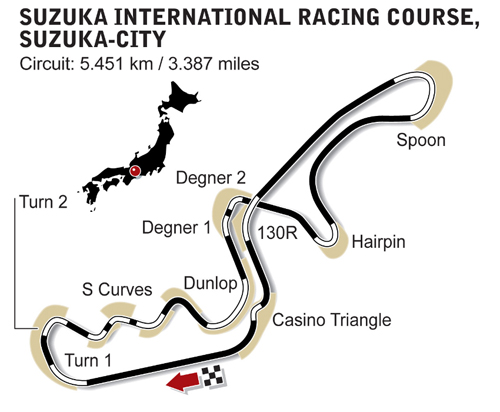 SUZUKA INTERNATIONAL RACING COURSE,
SUZUKA-CITY
Circuit: 5.451 km / 3.387 miles
Spoon
Degner 2
Turn 2
Degner 1
130R
Hairpin
Dunlop
S Curves
Casino Triangle
Turn 1